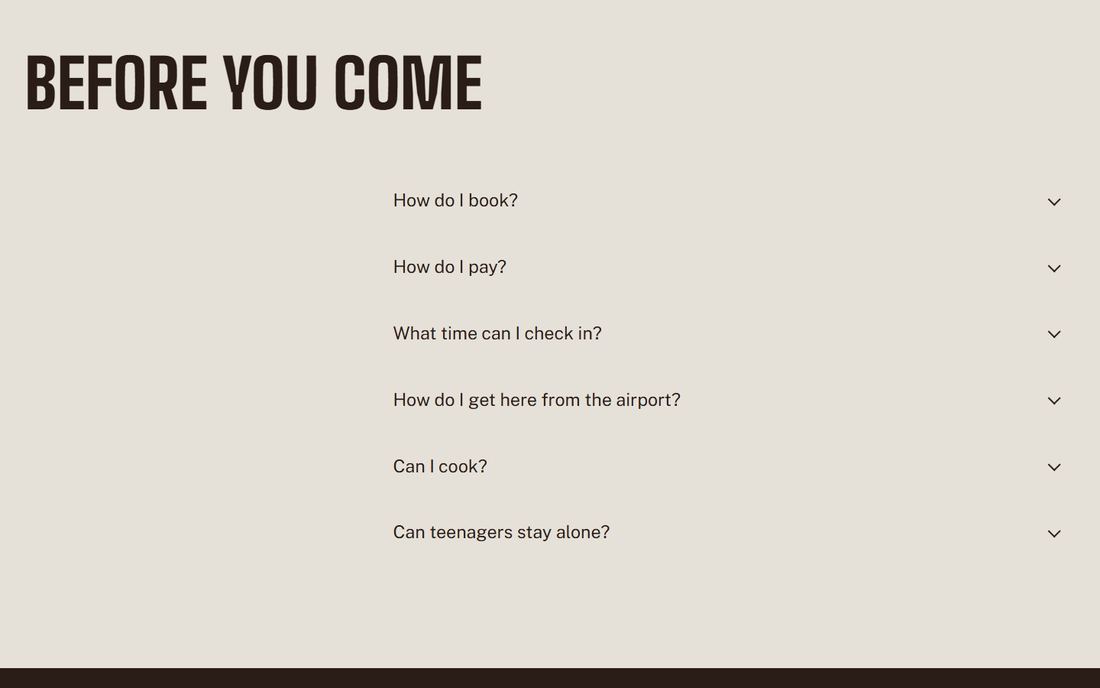 BEFORE YOU COME
How do I book?
How do I pay?
What time can I check in?
How do I get here from the airport?
Can I cook?
Can teenagers stay alone?